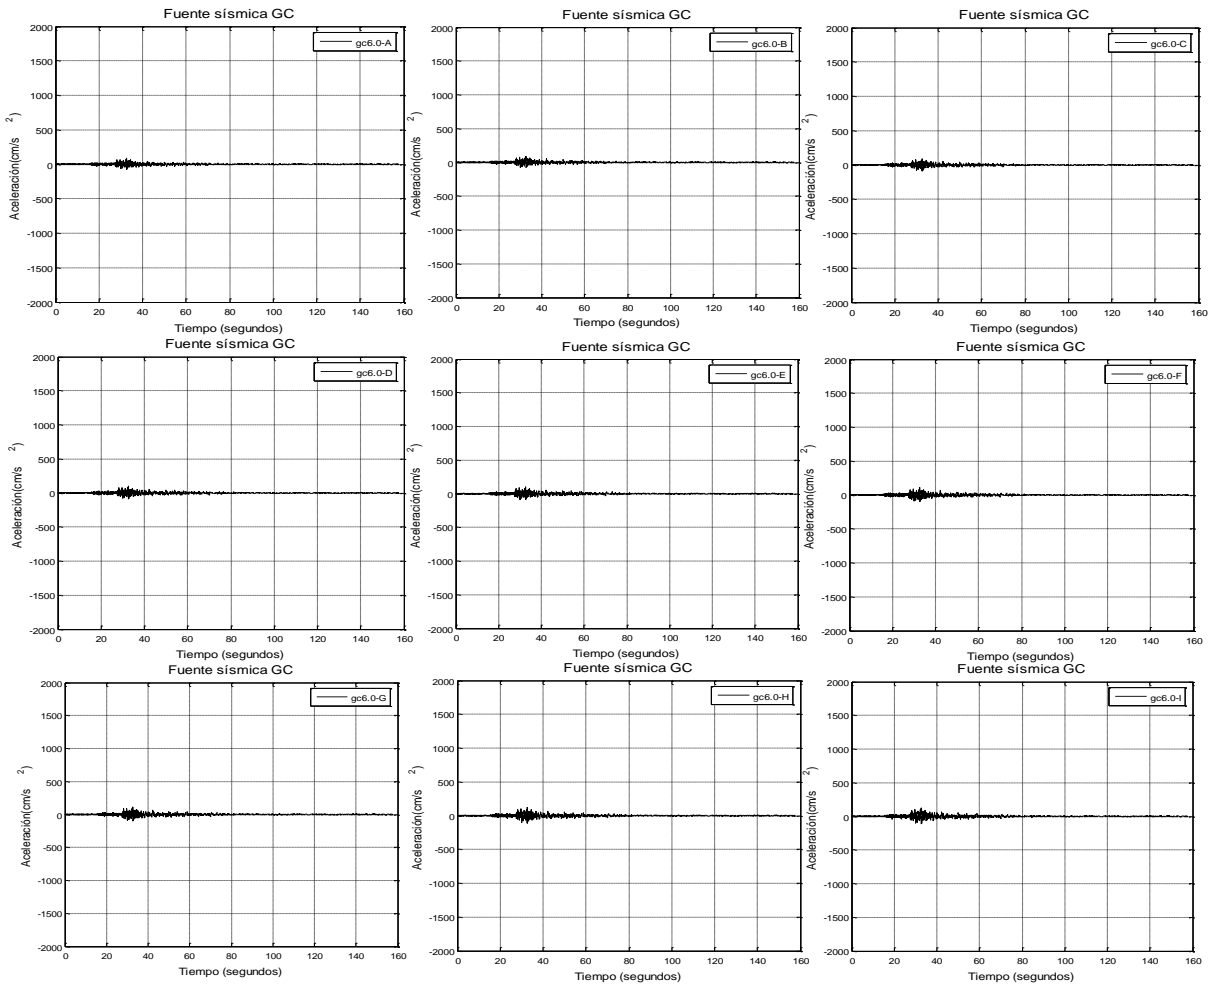 Fuente sísmica GC
2000
1500
1000
500
0
-500
-1000
-1500
-2000
0 20 40 60 80 100 120 140 160
Aceleración(cm/s 2)
Tiempo (segundos)
gc6.0-A
Fuente sísmica GC
2000
1500
1000
500
0
-500
-1000
-1500
-2000
0 20 40 60 80 100 120 140 160
Aceleración(cm/s 2)
Tiempo (segundos)
gc6.0-B
Fuente sísmica GC
2000
1500
1000
500
0
-500
-1000
-1500
-2000
0 20 40 60 80 100 120 140 160
Aceleración(cm/s 2)
Tiempo (segundos)
gc6.0-C
Fuente sísmica GC
2000
1500
1000
500
0
-500
-1000
-1500
-2000
0 20 40 60 80 100 120 140 160
Aceleración(cm/s 2)
Tiempo (segundos)
gc6.0-D
Fuente sísmica GC
2000
1500
1000
500
0
-500
-1000
-1500
-2000
0 20 40 60 80 100 120 140 160
Aceleración(cm/s 2)
Tiempo (segundos)
gc6.0-E
Fuente sísmica GC
2000
1500
1000
500
0
-500
-1000
-1500
-2000
0 20 40 60 80 100 120 140 160
Aceleración(cm/s 2)
Tiempo (segundos)
gc6.0-F
Fuente sísmica GC
2000
1500
1000
500
0
-500
-1000
-1500
-2000
0 20 40 60 80 100 120 140 160
Aceleración(cm/s 2)
Tiempo (segundos)
gc6.0-G
Fuente sísmica GC
2000
1500
1000
500
0
-500
-1000
-1500
-2000
0 20 40 60 80 100 120 140 160
Aceleración(cm/s 2)
Tiempo (segundos)
gc6.0-H
Fuente sísmica GC
2000
1500
1000
500
0
-500
-1000
-1500
-2000
0 20 40 60 80 100 120 140 160
Aceleración(cm/s 2)
Tiempo (segundos)
gc6.0-I